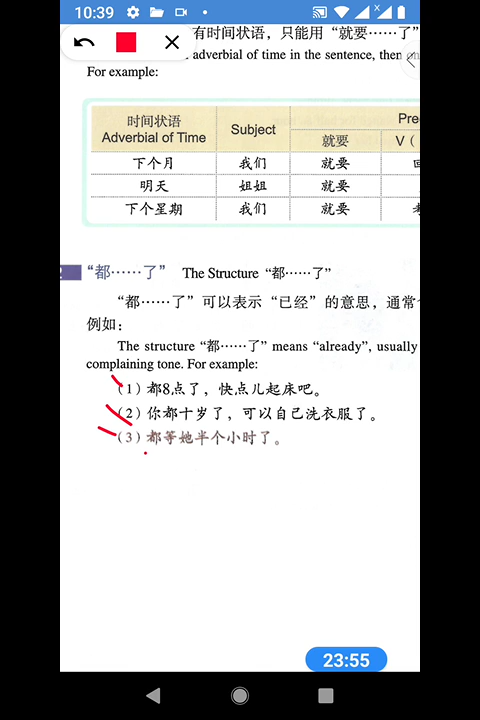 10:39
有时间状语，只能用“就要……了”
adverbial of time in the sentence, then
For example:
时间状语 Adverbial of Time Subject Pre
就要 V（
下个月 我们 就要
明天 姐姐 就要
下个星期 我们 就要 考
“都……了” The Structure “都……了”
“都……了”可以表示“已经”的意思，通常
例如：
The structure “都……了” means “already”, usually
complaining tone. For example:
（1）都8点了，快点儿起床吧。
（2）你都十岁了，可以自己洗衣服了。
（3）都等她半个小时了。
23:55